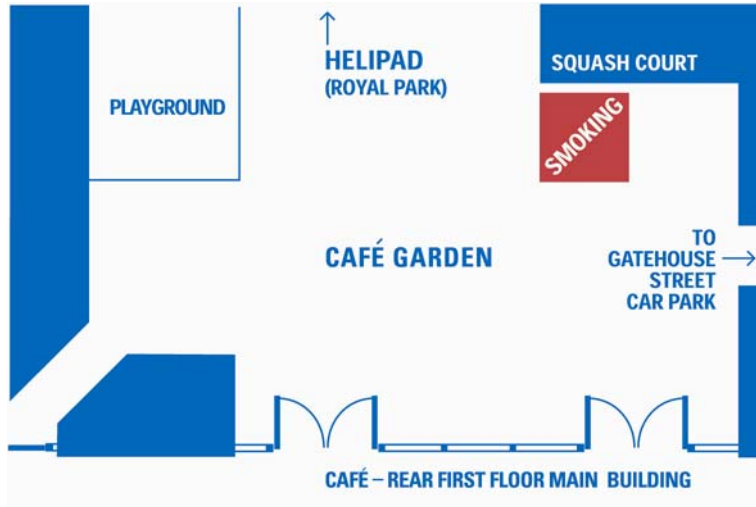 HELIPAD
(ROYAL PARK)
SQUASH COURT
PLAYGROUND
SMOKING
CAFÉ GARDEN
TO
GATEHOUSE
STREET
CAR PARK
CAFÉ – REAR FIRST FLOOR MAIN BUILDING